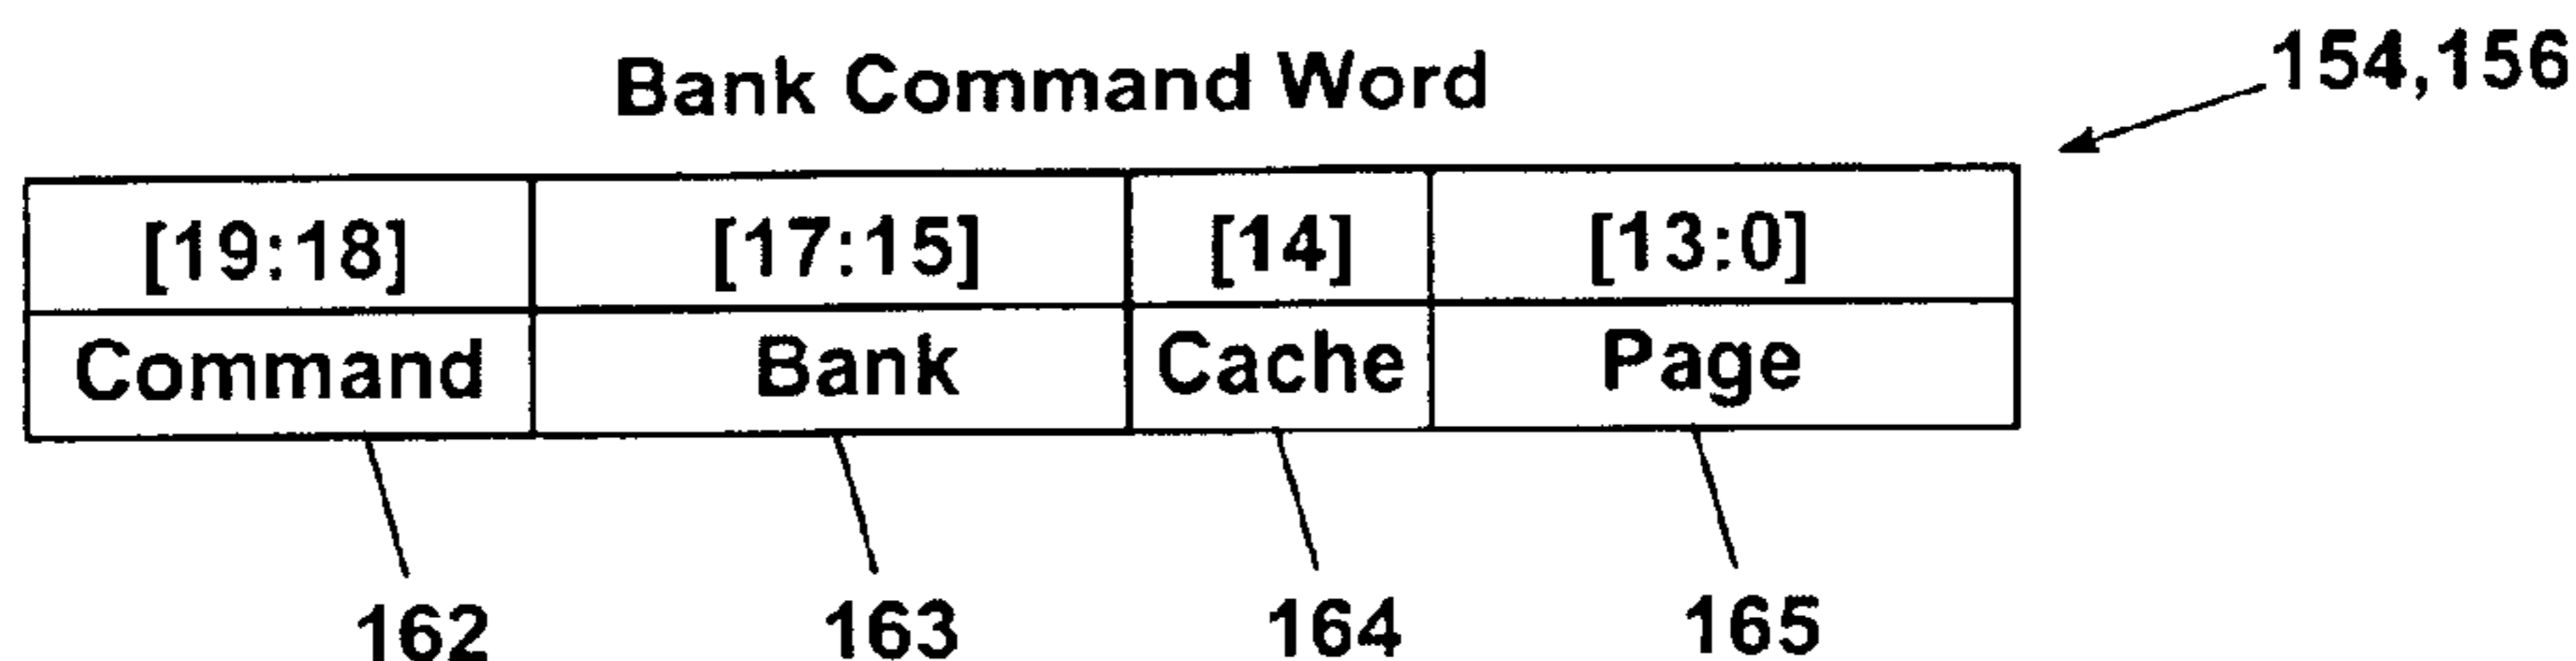 154,156
Bank Command Word
[19:18] [17:15] [14] [13:0]
Command Bank Cache Page
162 163 164 165